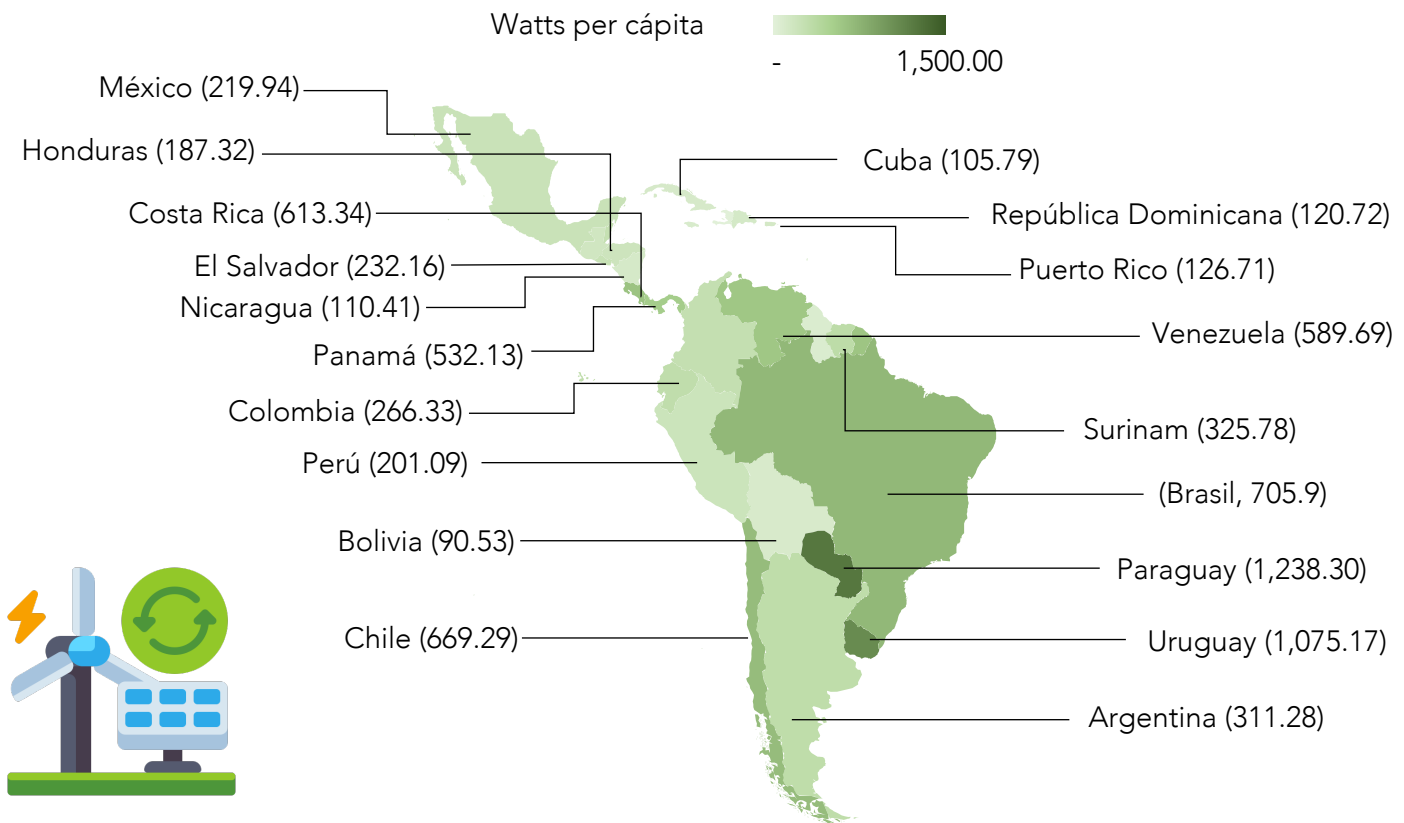 Watts per cápita
- 1,500.00
México (219.94)
Honduras (187.32)
Cuba (105.79)
Costa Rica (613.34)
República Dominicana (120.72)
El Salvador (232.16)
Puerto Rico (126.71)
Nicaragua (110.41)
Venezuela (589.69)
Panamá (532.13)
Colombia (266.33)
Surinam (325.78)
Perú (201.09)
(Brasil, 705.9)
Bolivia (90.53)
Paraguay (1,238.30)
Chile (669.29)
Uruguay (1,075.17)
Argentina (311.28)